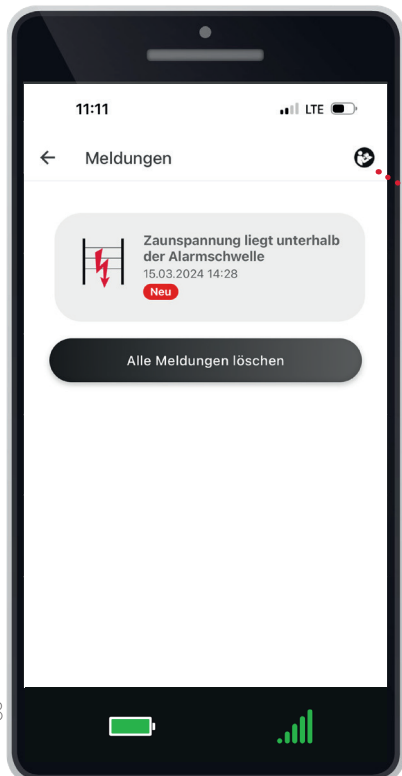 11:11
LTE
Meldungen
Zaunspannung liegt unterhalb
der Alarmschwelle
15.03.2024 14:28
Neu
Alle Meldungen löschen